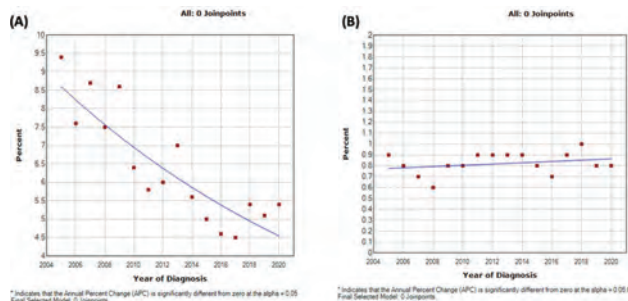 (A)
All: 0 Joinpoints
10
9.5
9
8.5
8
7.5
7
6.5
6
5.5
5
4.5
4
Percent
2004 2006 2008 2010 2012 2014 2016 2018 2020
Year of Diagnosis
* Indicates that the Annual Percent Change (APC) is significantly different from zero at the alpha = 0.05
Final Selected Model: 0 Joinpoints.
(B)
All: 0 Joinpoints
2
1.9
1.8
1.7
1.6
1.5
1.4
1.3
1.2
1.1
1
0.9
0.8
0.7
0.6
0.5
0.4
0.3
0.2
0.1
0
Percent
2004 2006 2008 2010 2012 2014 2016 2018 2020
Year of Diagnosis
* Indicates that the Annual Percent Change (APC) is significantly different from zero at the alpha = 0.05
Final Selected Model: 0 Joinpoints.